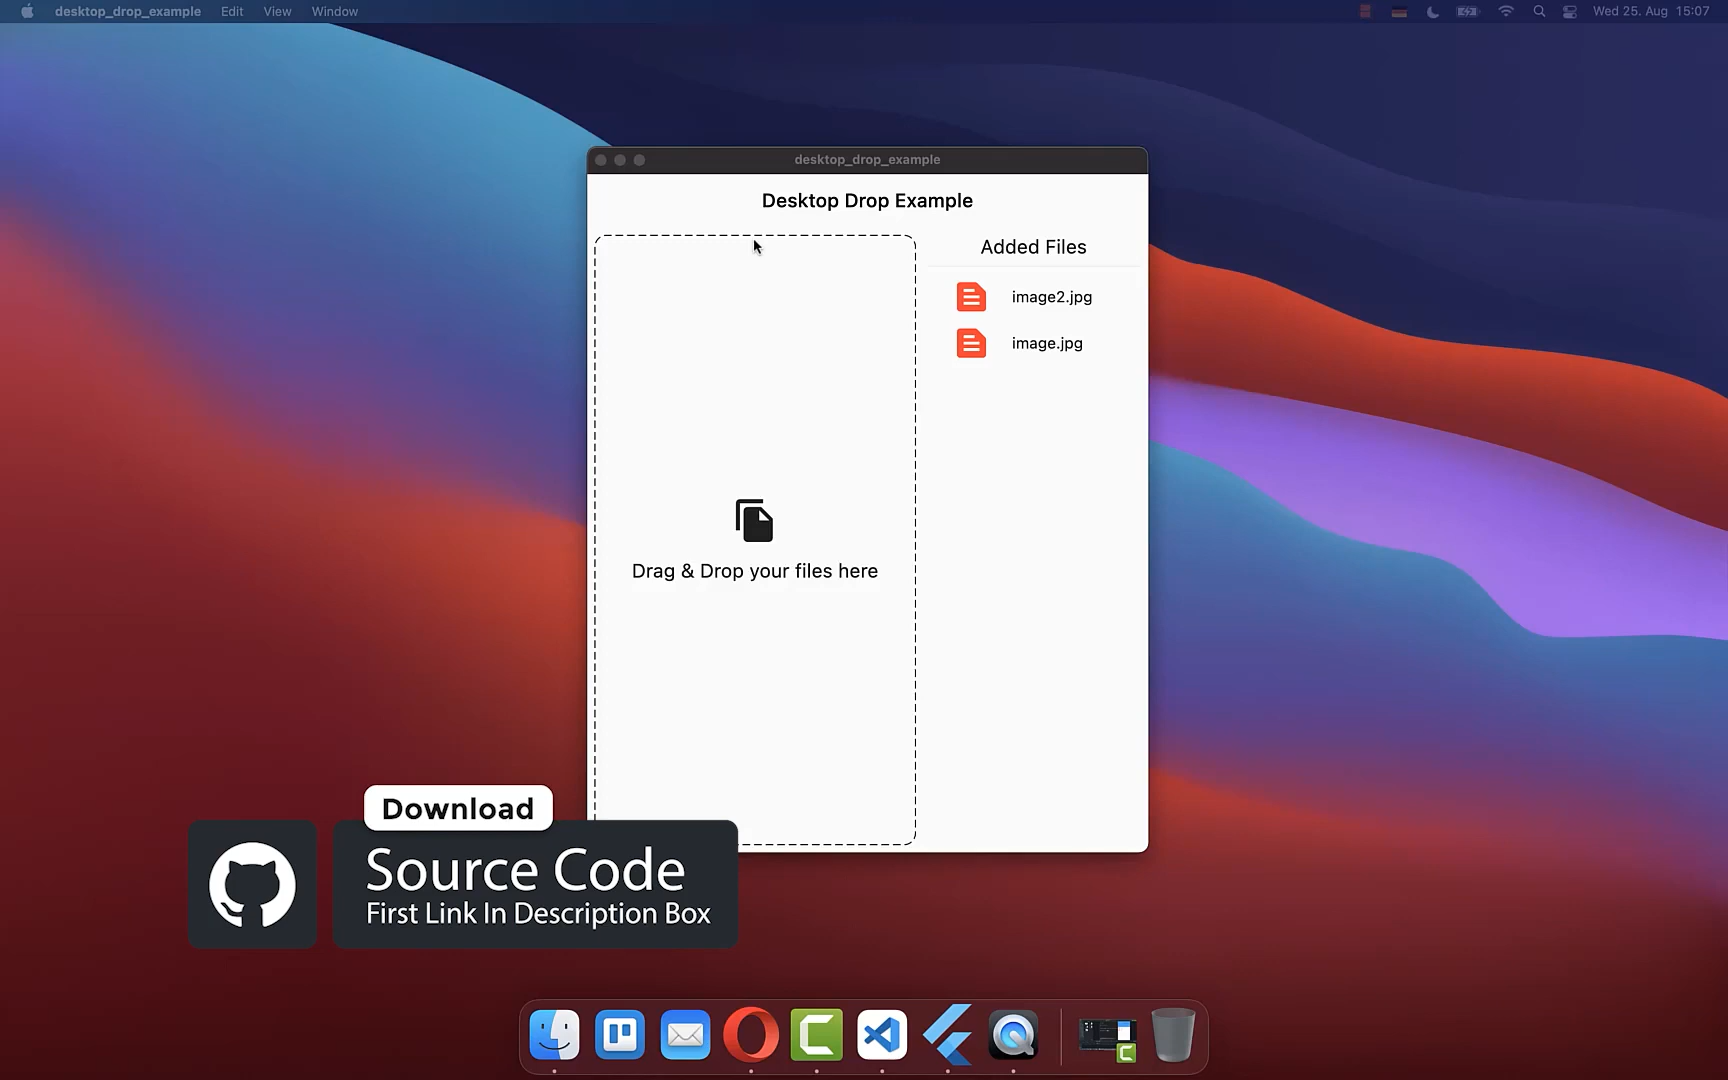 desktop_drop_example Edit View Window Wed 25. Aug 15:07
desktop_drop_example
Desktop Drop Example
Added Files
image2.jpg
image.jpg
Drag & Drop your files here
Download
Source Code
First Link In Description Box